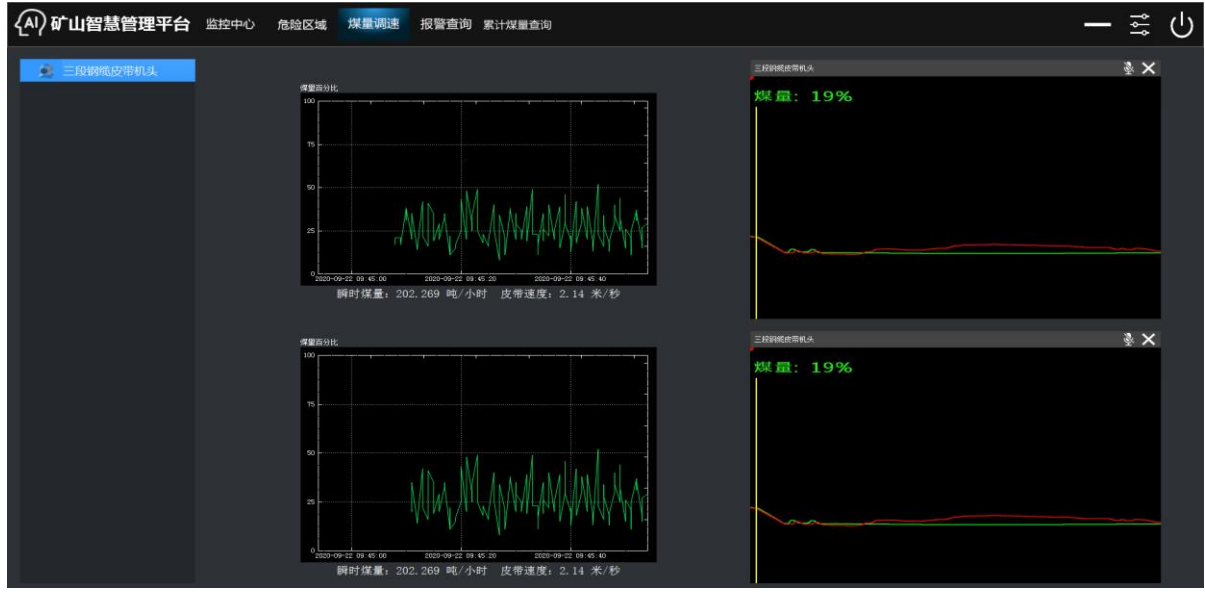 AI 矿山智慧管理平台 监控中心 危险区域 煤量调速 报警查询 累计煤量查询
三段钢缆皮带机头
煤量百分比
100
75
50
25
0
2020-09-22 09:45:00 2020-09-22 09:45:20 2020-09-22 09:45:40
瞬时煤量: 202.269 吨/小时 皮带速度: 2.14 米/秒
三段钢缆皮带机头
煤量: 19%
煤量百分比
100
75
50
25
0
2020-09-22 09:45:00 2020-09-22 09:45:20 2020-09-22 09:45:40
瞬时煤量: 202.269 吨/小时 皮带速度: 2.14 米/秒
三段钢缆皮带机头
煤量: 19%